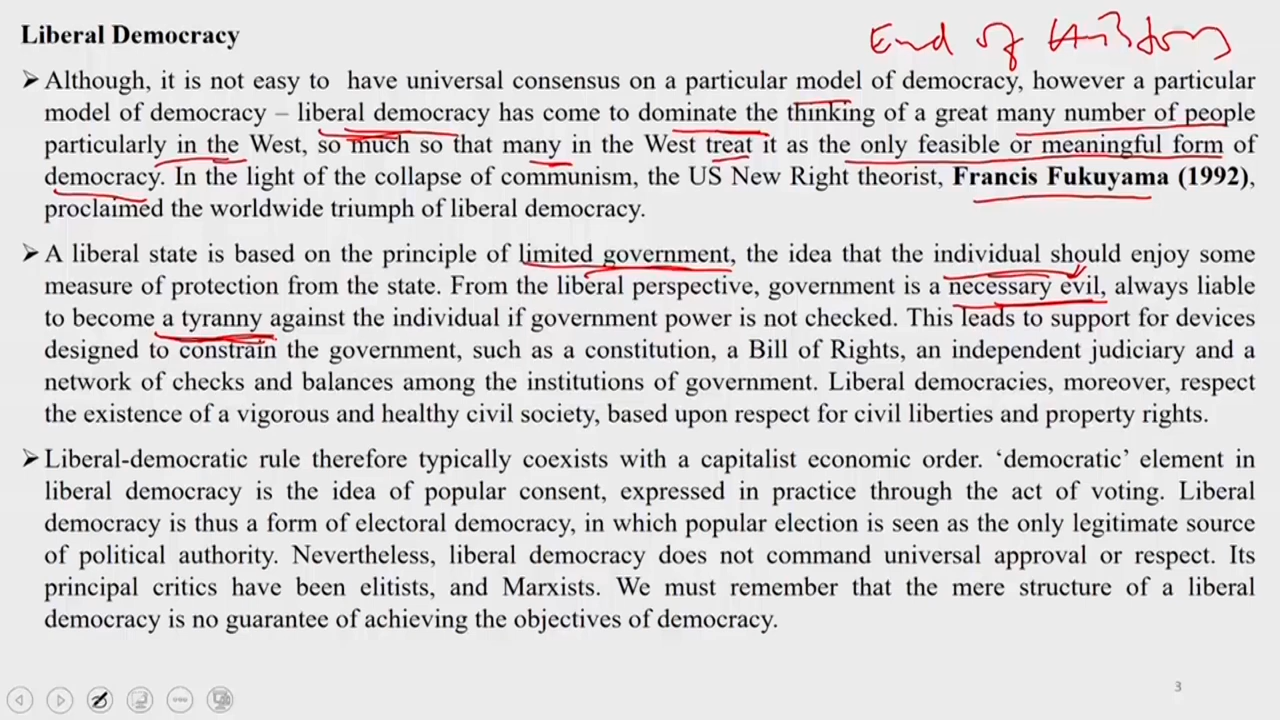 Liberal Democracy
End of History
➤ Although, it is not easy to have universal consensus on a particular model of democracy, however a particular
model of democracy – liberal democracy has come to dominate the thinking of a great many number of people
particularly in the West, so much so that many in the West treat it as the only feasible or meaningful form of
democracy. In the light of the collapse of communism, the US New Right theorist, Francis Fukuyama (1992),
proclaimed the worldwide triumph of liberal democracy.
➤ A liberal state is based on the principle of limited government, the idea that the individual should enjoy some
measure of protection from the state. From the liberal perspective, government is a necessary evil, always liable
to become a tyranny against the individual if government power is not checked. This leads to support for devices
designed to constrain the government, such as a constitution, a Bill of Rights, an independent judiciary and a
network of checks and balances among the institutions of government. Liberal democracies, moreover, respect
the existence of a vigorous and healthy civil society, based upon respect for civil liberties and property rights.
➤ Liberal-democratic rule therefore typically coexists with a capitalist economic order. ‘democratic’ element in
liberal democracy is the idea of popular consent, expressed in practice through the act of voting. Liberal
democracy is thus a form of electoral democracy, in which popular election is seen as the only legitimate source
of political authority. Nevertheless, liberal democracy does not command universal approval or respect. Its
principal critics have been elitists, and Marxists. We must remember that the mere structure of a liberal
democracy is no guarantee of achieving the objectives of democracy.
3